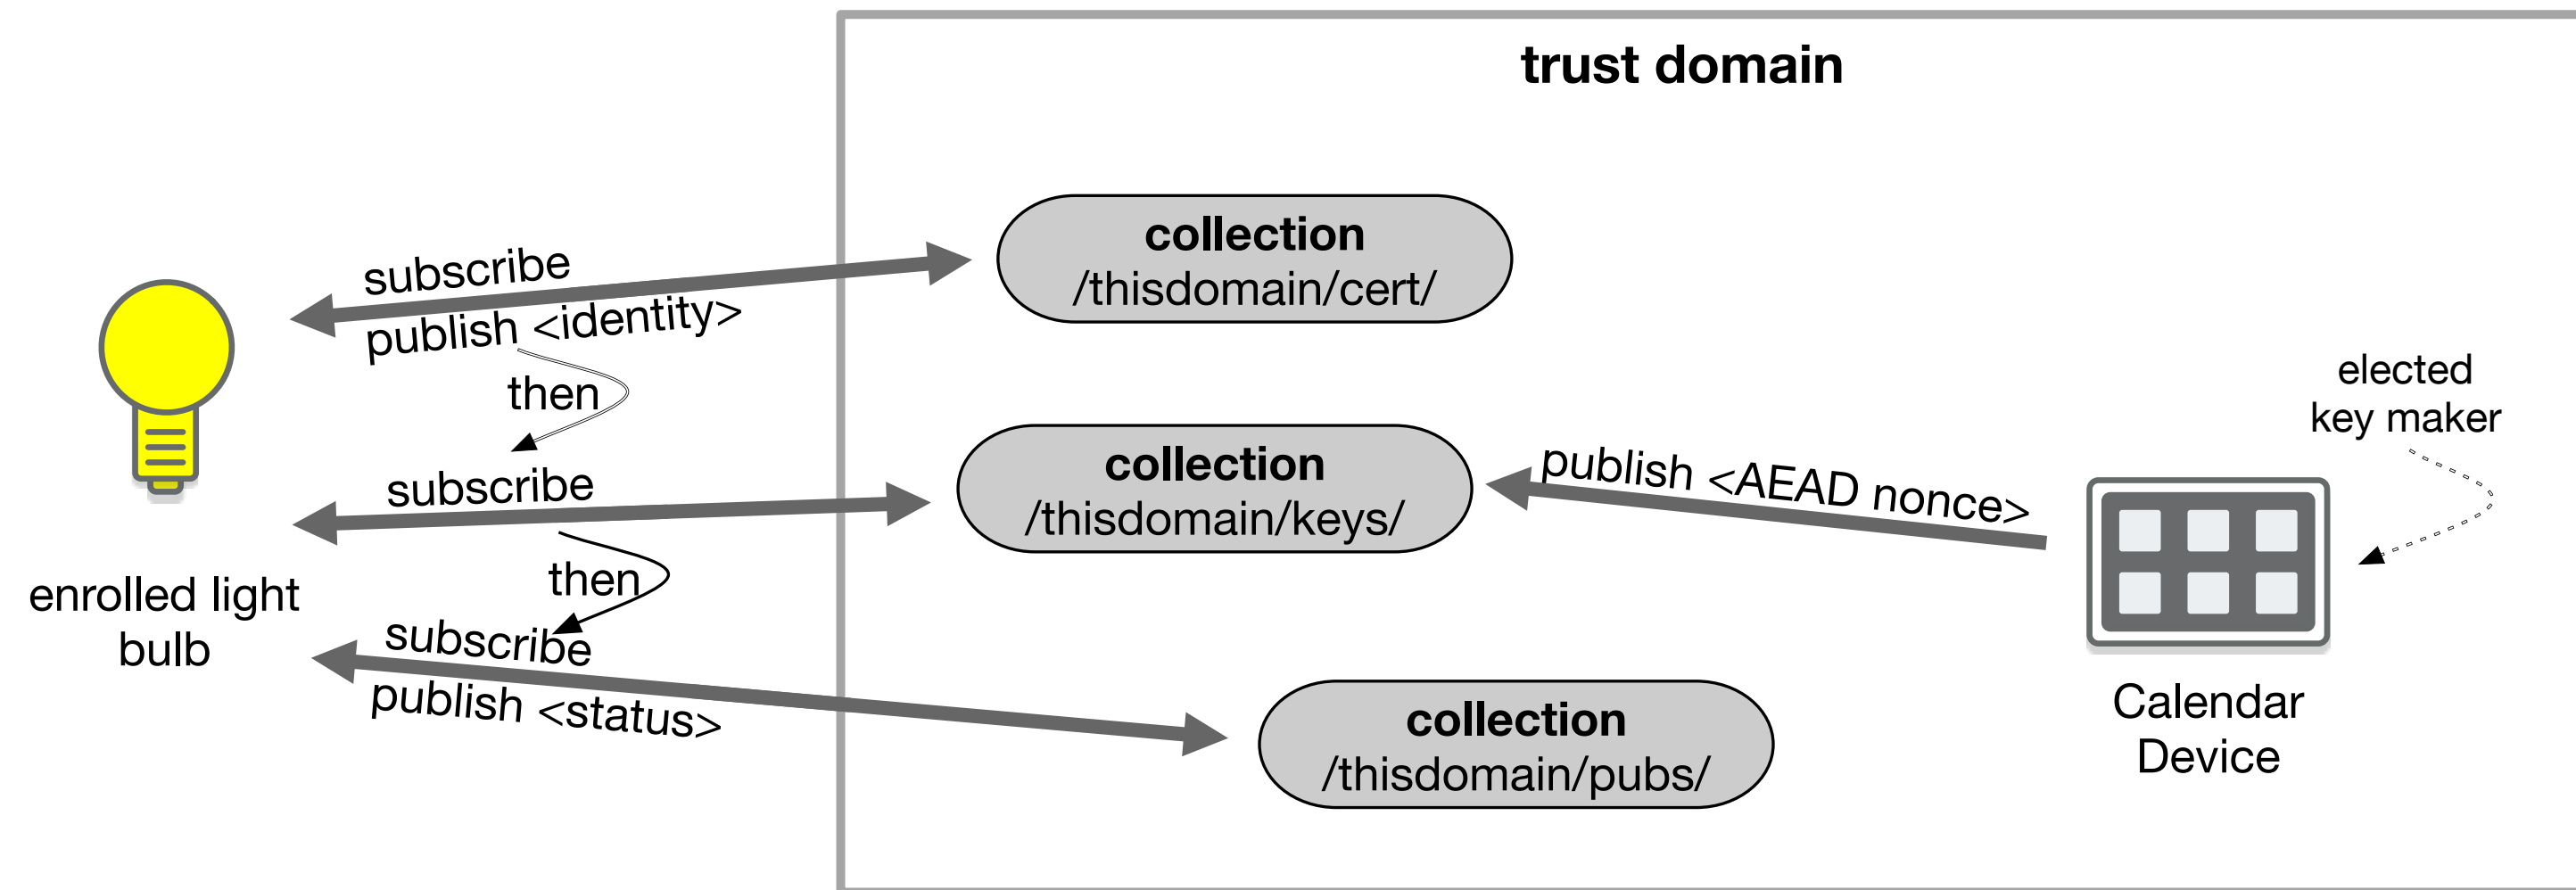 trust domain
subscribe
publish <identity>
then
collection
/thisdomain/cert/
subscribe
then
collection
/thisdomain/keys/
publish <AEAD nonce>
elected
key maker
enrolled light
bulb
subscribe
publish <status>
collection
/thisdomain/pubs/
Calendar
Device